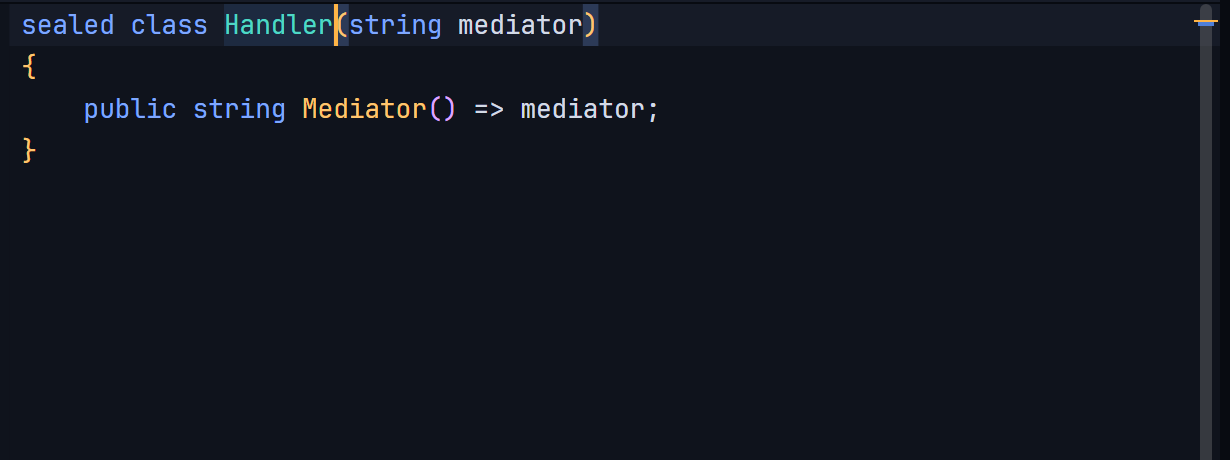 sealed class Handler(string mediator)
{
    public string Mediator() => mediator;
}